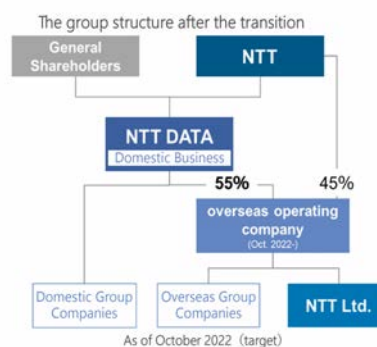 The group structure after the transition
General
Shareholders
NTT
NTT DATA
Domestic Business
55%
45%
overseas operating
company
(Oct. 2022-)
Domestic Group
Companies
Overseas Group
Companies
NTT Ltd.
As of October 2022 (target)